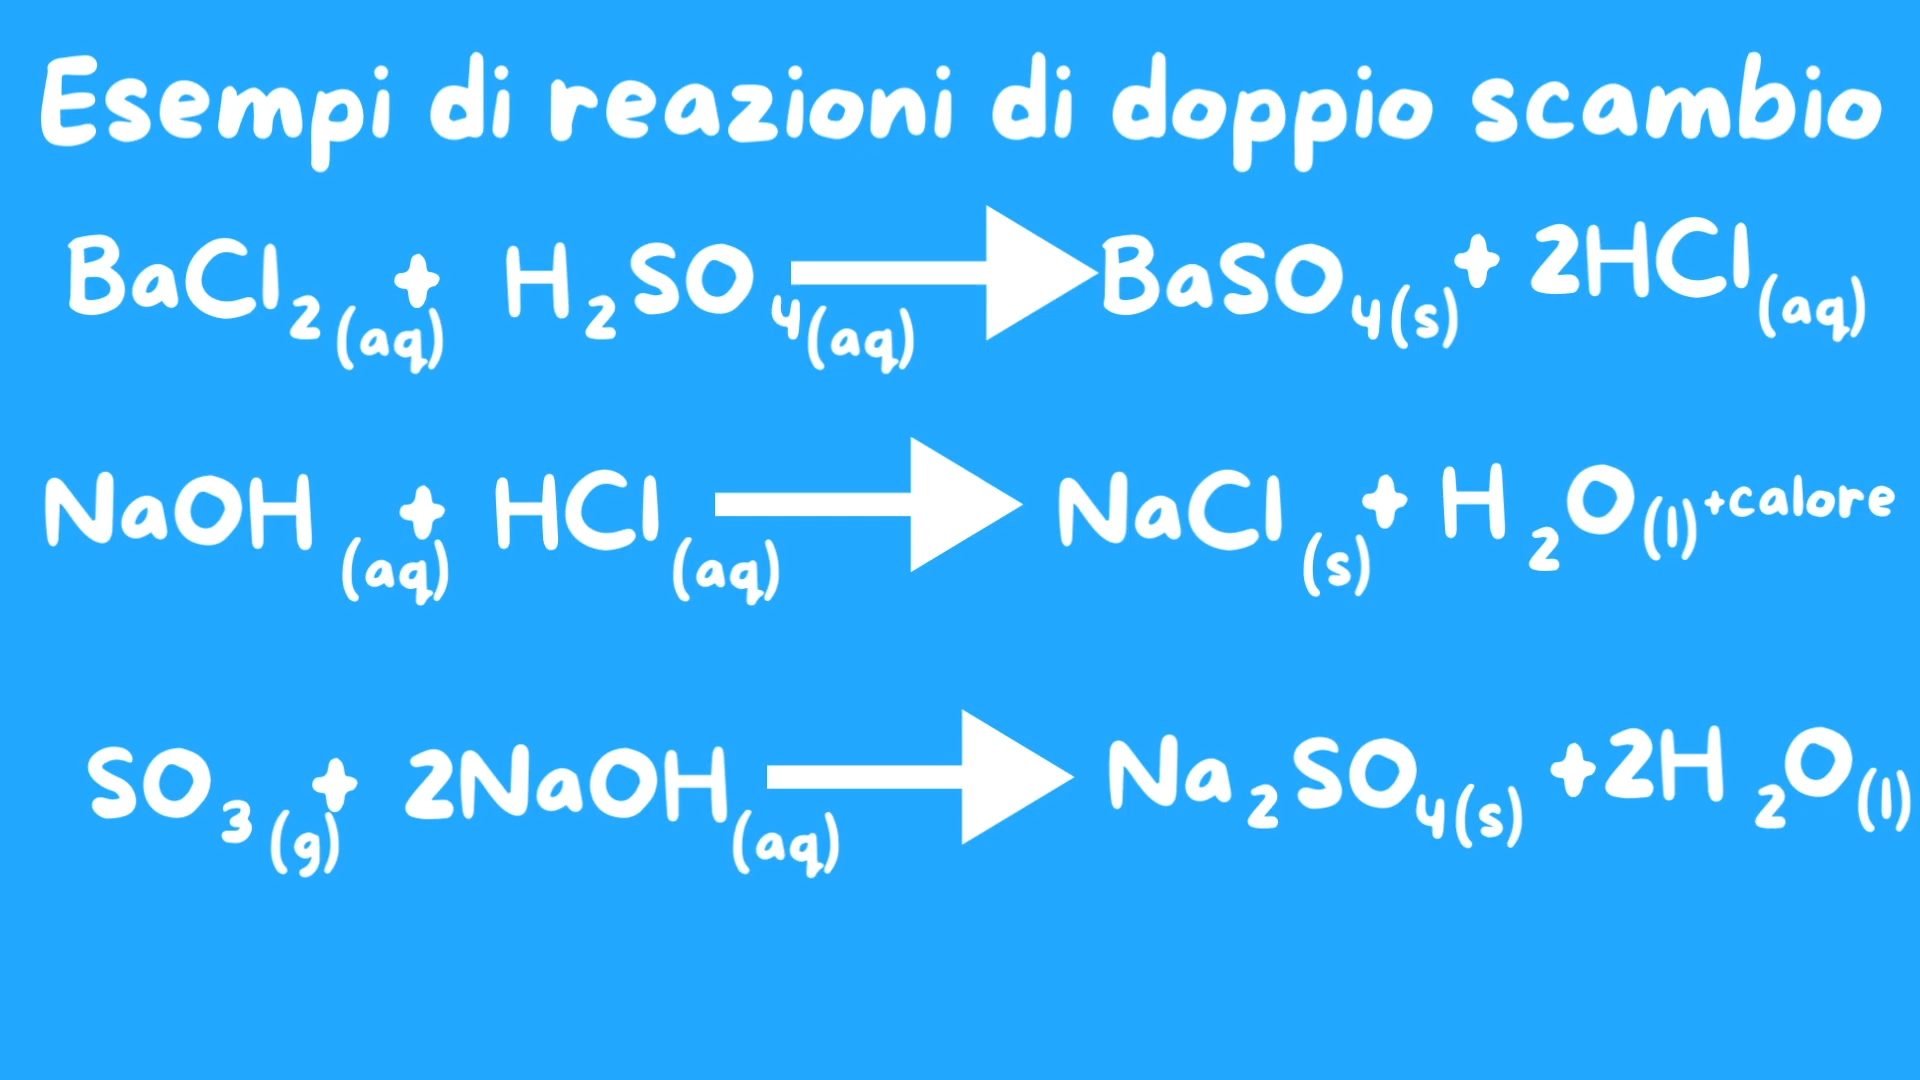 Esempi di reazioni di doppio scambio
BaCl₂(aq) + H₂SO₄(aq) → BaSO₄(s) + 2HCl(aq)
NaOH(aq) + HCl(aq) → NaCl(s) + H₂O(l) +calore
SO₃(g) + 2NaOH(aq) → Na₂SO₄(s) +2H₂O(l)